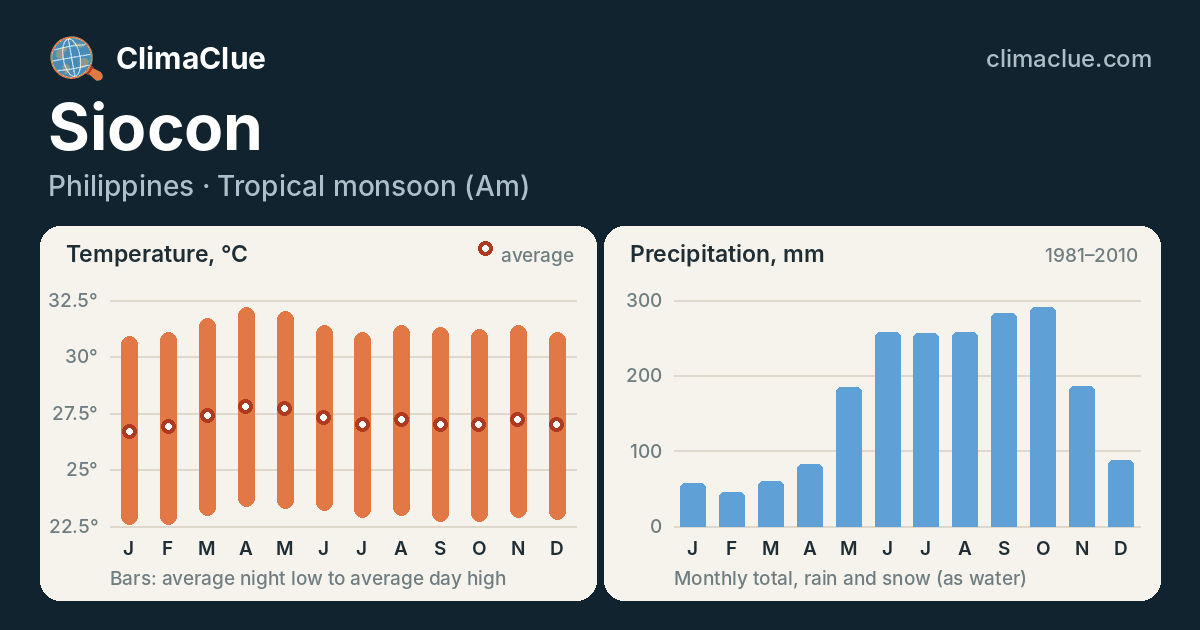 ClimaClue
climaclue.com
Siocon
Philippines · Tropical monsoon (Am)
Temperature, °C
average
32.5°
30°
27.5°
25°
22.5°
J F M A M J J A S O N D
Bars: average night low to average day high
Precipitation, mm
1981–2010
300
200
100
0
J F M A M J J A S O N D
Monthly total, rain and snow (as water)